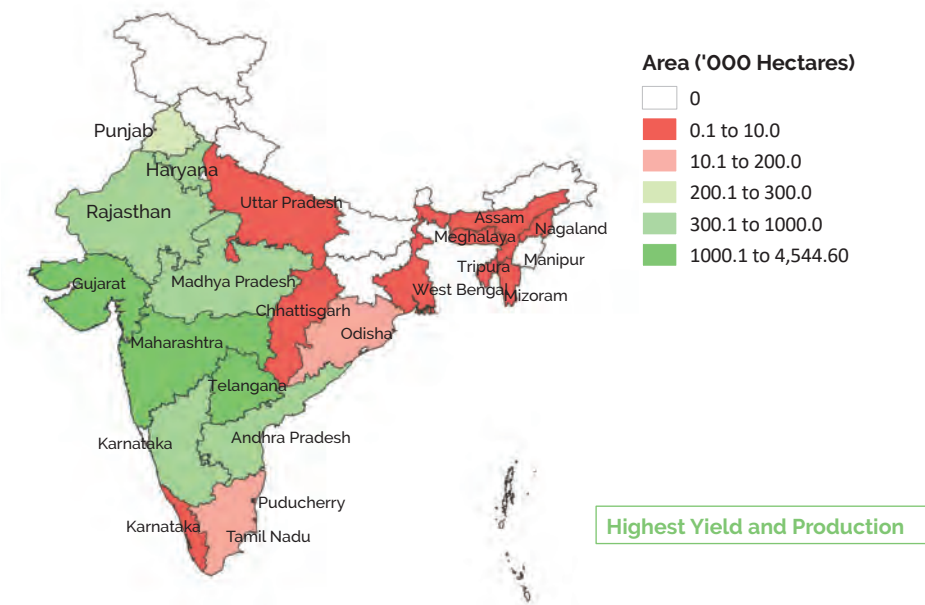 Area ('000 Hectares)
0
0.1 to 10.0
10.1 to 200.0
200.1 to 300.0
300.1 to 1000.0
1000.1 to 4,544.60
Punjab
Haryana
Rajasthan
Uttar Pradesh
Assam
Nagaland
Meghalaya
Manipur
Tripura
West Bengal
Mizoram
Gujarat
Madhya Pradesh
Chhattisgarh
Odisha
Maharashtra
Telangana
Karnataka
Andhra Pradesh
Puducherry
Karnataka
Tamil Nadu
Highest Yield and Production